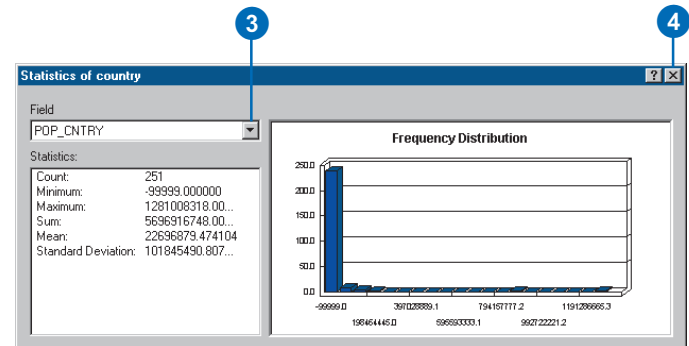 3
4
Statistics of country
? ×
Field
POP_CNTRY
Statistics:
Count: 251
Minimum: -99999.000000
Maximum: 1281008318.00...
Sum: 5696916748.00...
Mean: 22696879.474104
Standard Deviation: 101845490.807...
Frequency Distribution
250.0
200.0
150.0
100.0
50.0
0.0
-99999.0 397028889.1 794157777.2 1191286665.3
198464445.0 595593333.1 992722221.2